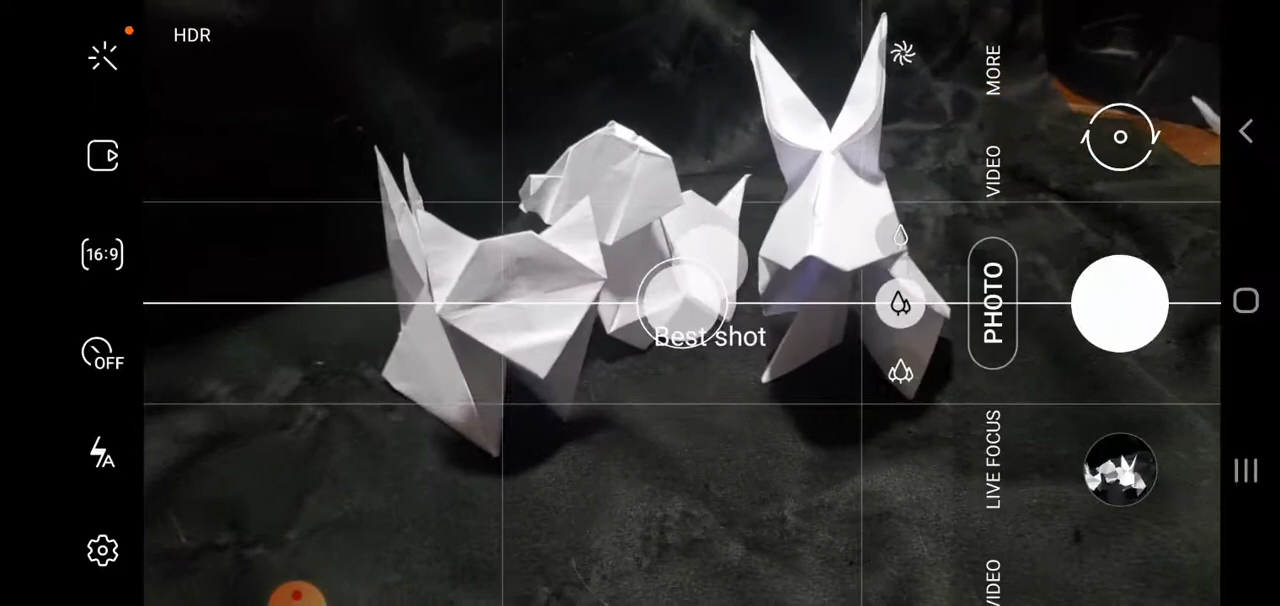 HDR
16:9
OFF
A
Best shot
MORE
VIDEO
PHOTO
LIVE FOCUS
VIDEO